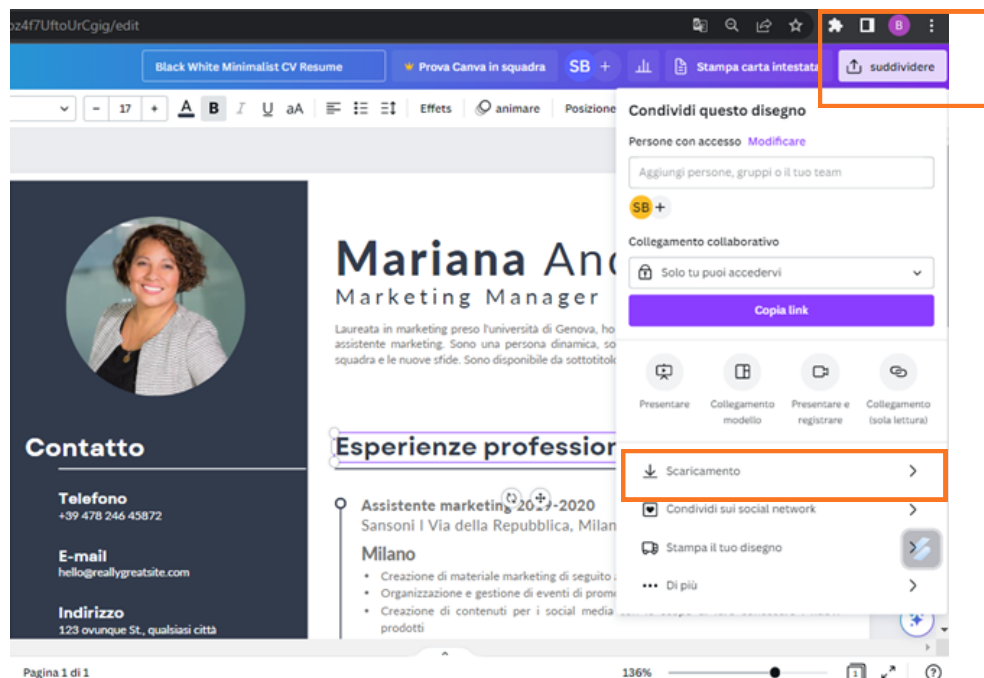 oz4f7UftoUrCgig/edit
B
Black White Minimalist CV Resume
Prova Canva in squadra
SB +
Stampa carta intestata
suddividere
- 17 +
A B I U aA
Effets
animare
Posizione
Condividi questo disegno
Persone con accesso Modificare
Aggiungi persone, gruppi o il tuo team
SB +
Collegamento collaborativo
Solo tu puoi accedervi
Copia link
Presentare
Collegamento modello
Presentare e registrare
Collegamento (sola lettura)
Scaricamento
Condividi sui social network
Stampa il tuo disegno
Di più
Mariana
Marketing Manager
Laureata in marketing preso l'università di Genova, ho
assistente marketing. Sono una persona dinamica, so
squadra e le nuove sfide. Sono disponibile da
Contatto
Telefono
+39 478 246 45872
E-mail
hello@reallygreatsite.com
Indirizzo
123 ovunque St., qualsiasi città
Esperienze
Assistente marketing -2020
Sansoni I Via della Repubblica, Milan
Milano
• Creazione di materiale marketing di seguito
• Organizzazione e gestione di eventi di
• Creazione di contenuti per i social media
prodotti
Pagina 1 di 1
136%
1